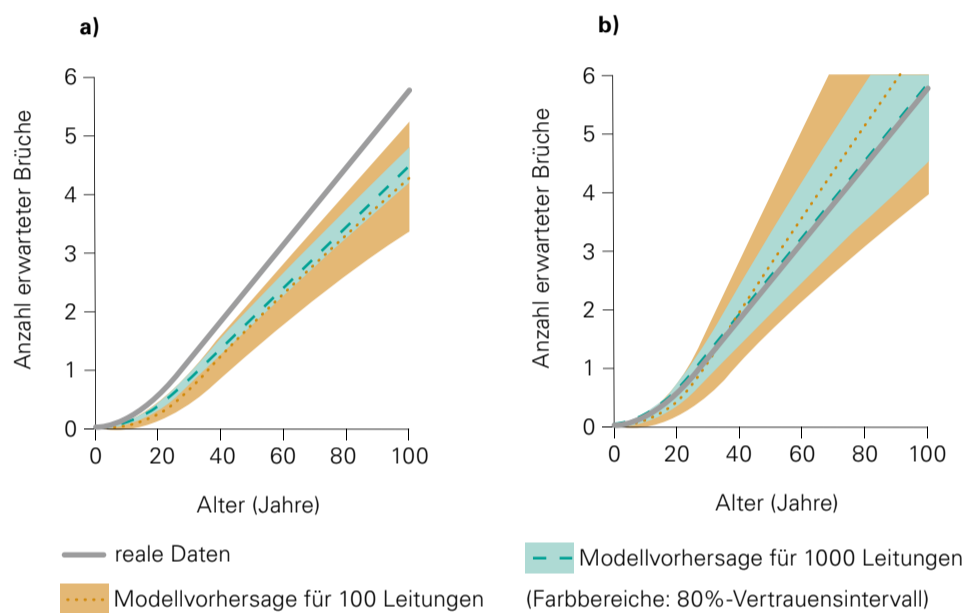 a)
Anzahl erwarteter Brüche
6
5
4
3
2
1
0
0 20 40 60 80 100
Alter (Jahre)
b)
Anzahl erwarteter Brüche
6
5
4
3
2
1
0
0 20 40 60 80 100
Alter (Jahre)
reale Daten
Modellvorhersage für 100 Leitungen
Modellvorhersage für 1000 Leitungen
(Farbbereiche: 80%-Vertrauensintervall)